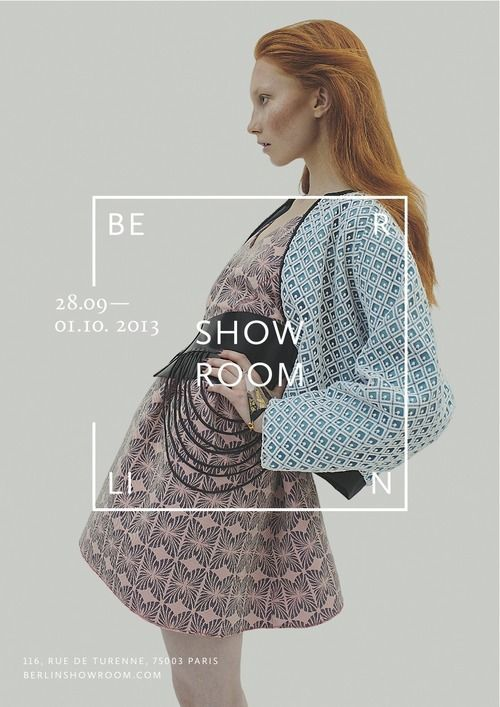 BE R
28.09—
01.10. 2013
SHOW
ROOM
LI N
116, RUE DE TURENNE, 75003 PARIS
BERLINSHOWROOM.COM